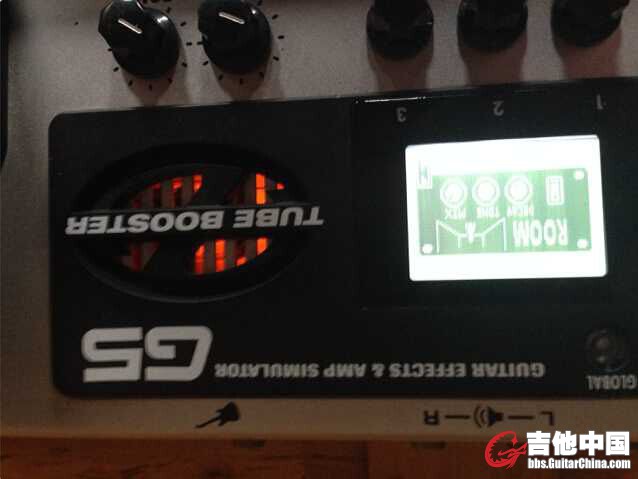 G5
GUITAR EFFECTS & AMP SIMULATOR
GLOBAL
L
R
TUBE BOOSTER
ROOM
DECAY
TONE
MIX
1
2
3
吉他中国
bbs.GuitarChina.com